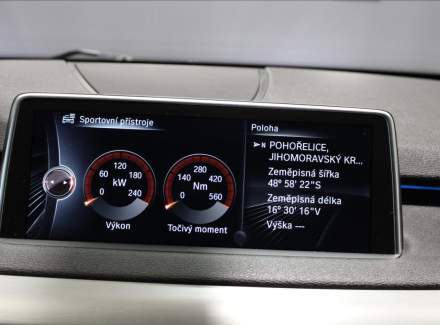 Sportovní přístroje
120
60
180
kW
0
240
Výkon
280
140
420
Nm
0
560
Točivý moment
Poloha
N POHOŘELICE,
JIHOMORAVSKÝ KR...
Zeměpisná šířka
48° 58' 22"S
Zeměpisná délka
16° 30' 16"V
Výška ---